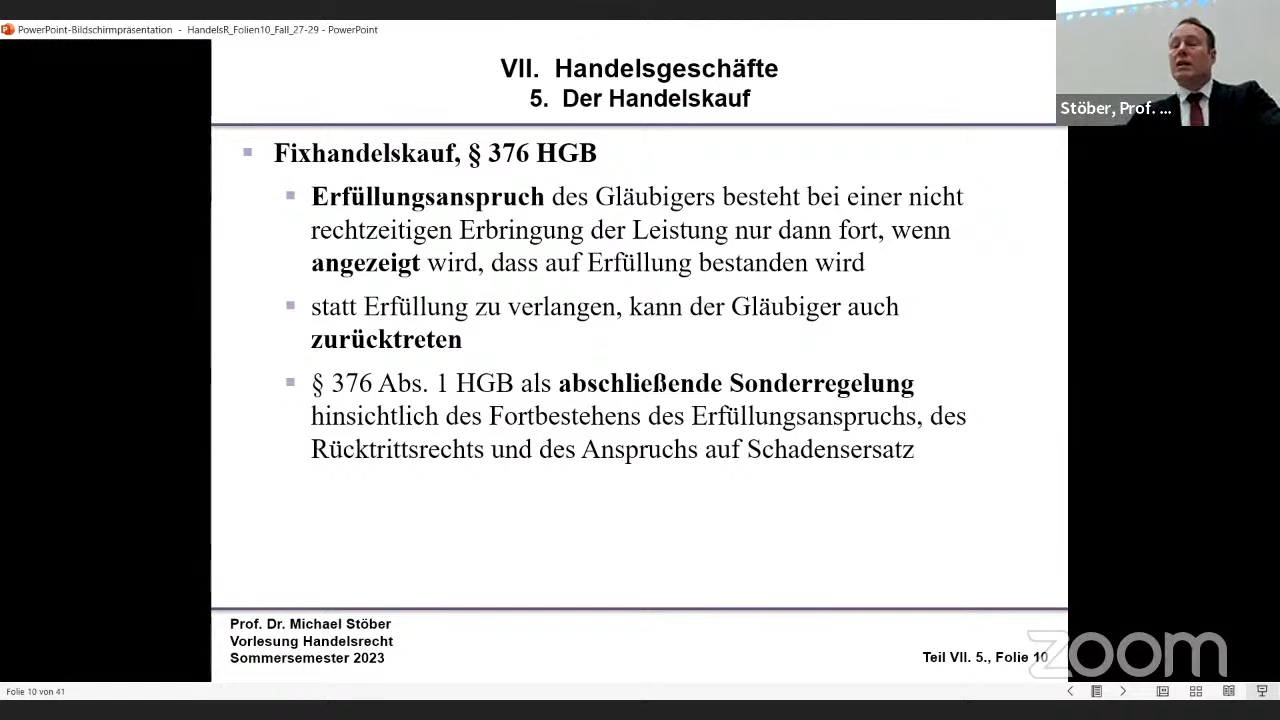 PowerPoint-Bildschirmpräsentation - HandelsR_Folien10_Fall_27-29 - PowerPoint
VII. Handelsgeschäfte
5. Der Handelskauf
Stöber, Prof. ...
Fixhandelskauf, § 376 HGB
Erfüllungsanspruch des Gläubigers besteht bei einer nicht
rechtzeitigen Erbringung der Leistung nur dann fort, wenn
angezeigt wird, dass auf Erfüllung bestanden wird
statt Erfüllung zu verlangen, kann der Gläubiger auch
zurücktreten
§ 376 Abs. 1 HGB als abschließende Sonderregelung
hinsichtlich des Fortbestehens des Erfüllungsanspruchs, des
Rücktrittsrechts und des Anspruchs auf Schadensersatz
Prof. Dr. Michael Stöber
Vorlesung Handelsrecht
Sommersemester 2023
Teil VII. 5., Folie 10
zoom
Folie 10 von 41